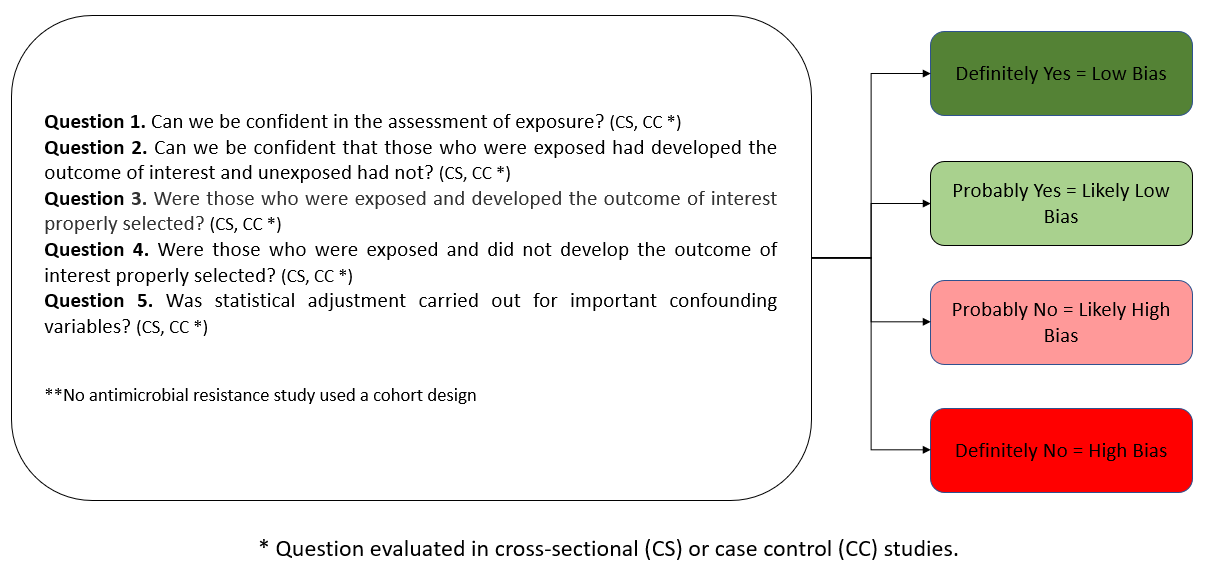 Question 1. Can we be confident in the assessment of exposure? (CS, CC *)
Question 2. Can we be confident that those who were exposed had developed the
outcome of interest and unexposed had not? (CS, CC *)
Question 3. Were those who were exposed and developed the outcome of interest
properly selected? (CS, CC *)
Question 4. Were those who were exposed and did not develop the outcome of
interest properly selected? (CS, CC *)
Question 5. Was statistical adjustment carried out for important confounding
variables? (CS, CC *)
**No antimicrobial resistance study used a cohort design
Definitely Yes = Low Bias
Probably Yes = Likely Low
Bias
Probably No = Likely High
Bias
Definitely No = High Bias
* Question evaluated in cross-sectional (CS) or case control (CC) studies.